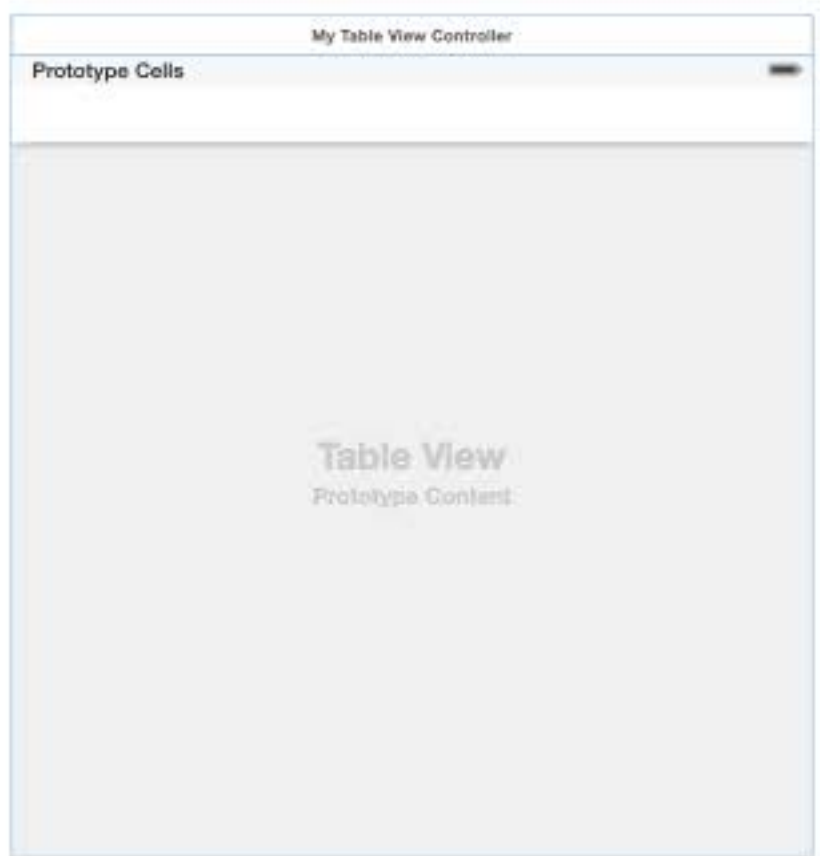 My Table View Controller
Prototype Cells
Table View
Prototype Content